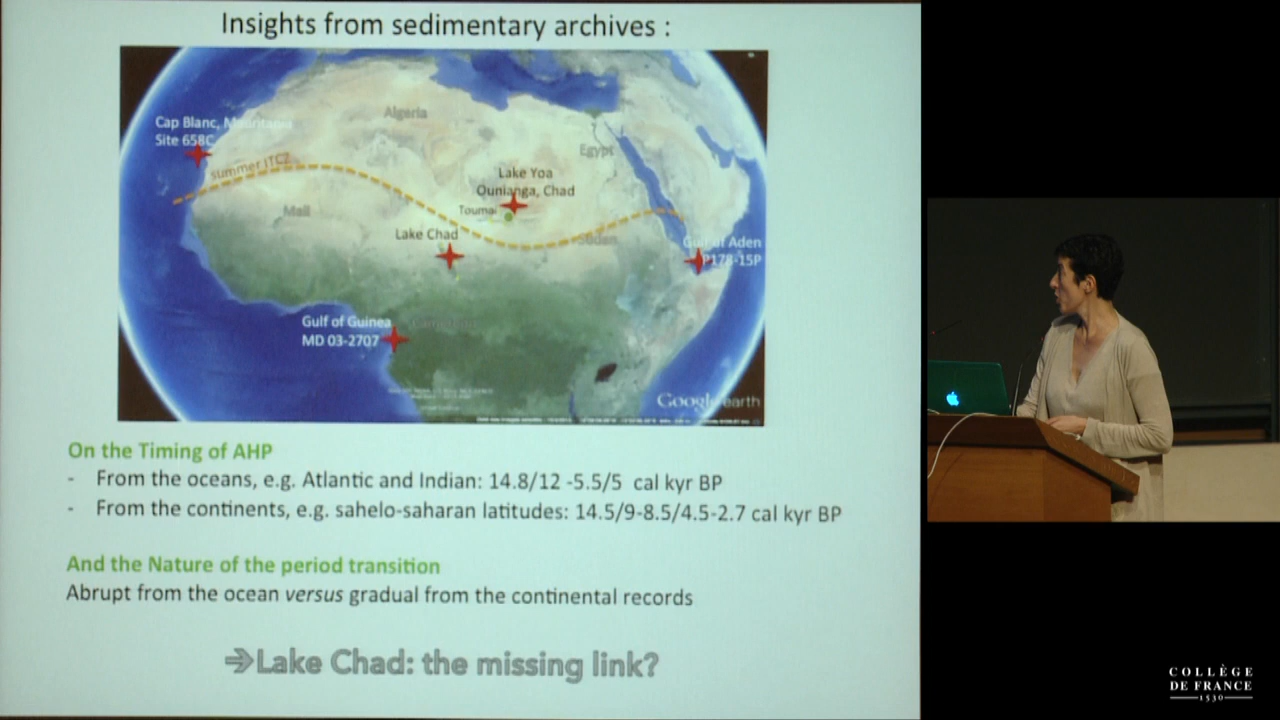 Insights from sedimentary archives :
Algeria
Cap Blanc, Mauritania
Site 658C
summer ITCZ
Egypt
Lake Yoa
Ounianga, Chad
Toumaï
Mali
Lake Chad
Sudan
Gulf of Aden
P178-15P
Gulf of Guinea
MD 03-2707
Cameroon
Google earth
On the Timing of AHP
- From the oceans, e.g. Atlantic and Indian: 14.8/12 -5.5/5 cal kyr BP
- From the continents, e.g. sahelo-saharan latitudes: 14.5/9-8.5/4.5-2.7 cal kyr BP
And the Nature of the period transition
Abrupt from the ocean versus gradual from the continental records
➔Lake Chad: the missing link?
COLLÈGE
DE FRANCE
1530